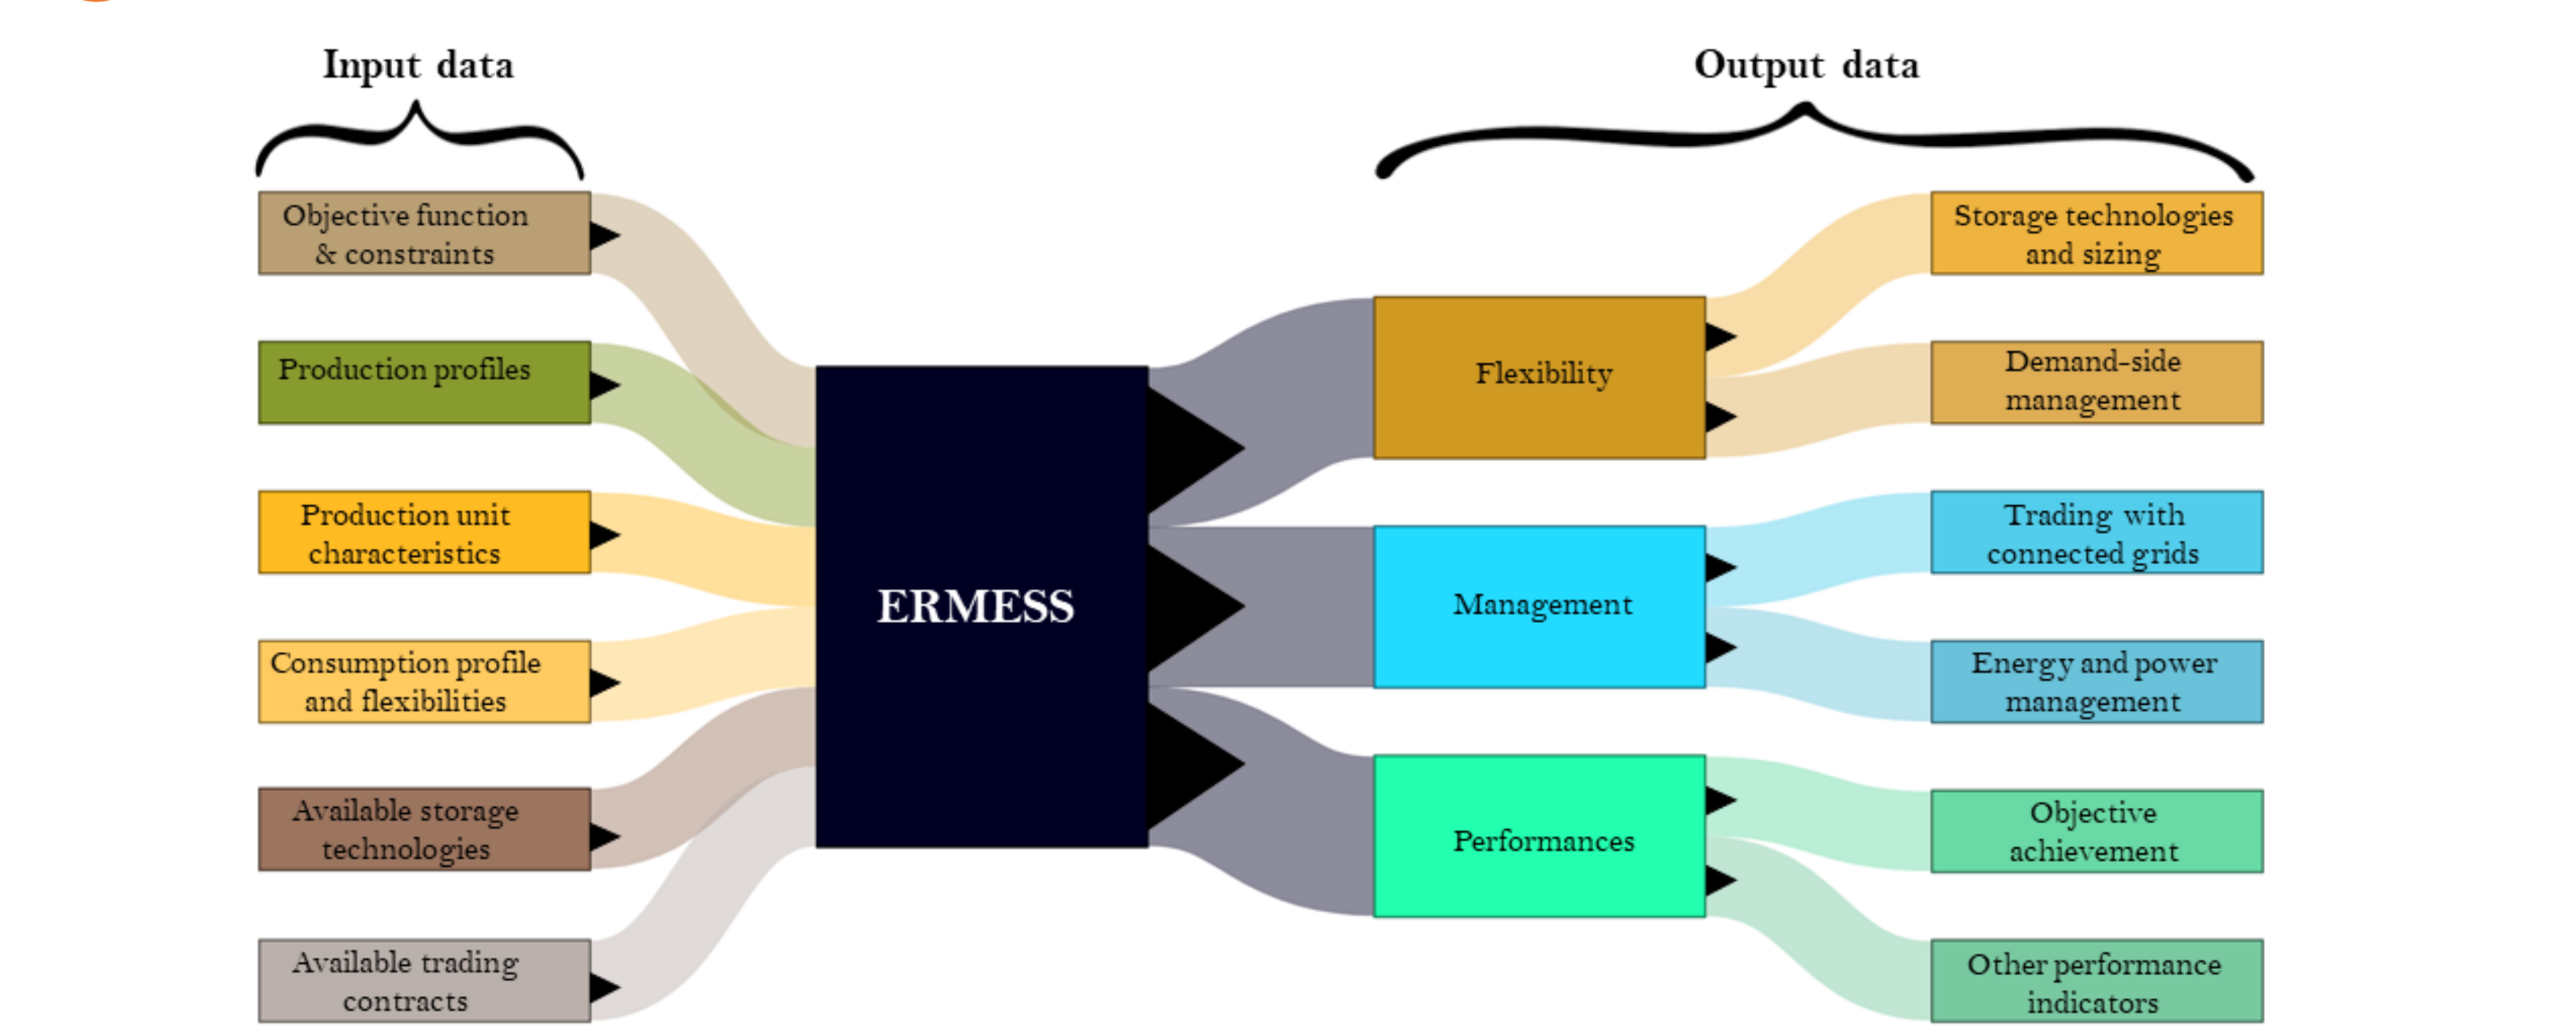 Input data
Output data
Objective function
& constraints
Production profiles
Production unit
characteristics
Consumption profile
and flexibilities
Available storage
technologies
Available trading
contracts
ERMESS
Flexibility
Management
Performances
Storage technologies
and sizing
Demand-side
management
Trading with
connected grids
Energy and power
management
Objective
achievement
Other performance
indicators